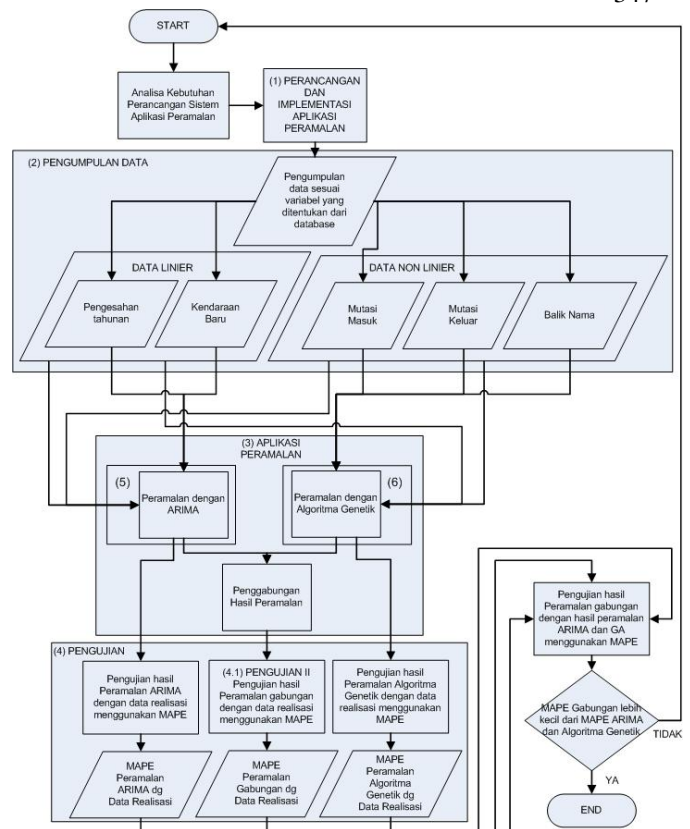 START
Analisa Kebutuhan
Perancangan Sistem
Aplikasi Peramalan
(1) PERANCANGAN
DAN
IMPLEMENTASI
APLIKASI
PERAMALAN
(2) PENGUMPULAN DATA
Pengumpulan
data sesuai
variabel yang
ditentukan dari
database
DATA LINIER
DATA NON LINIER
Pengesahan
tahunan
Kendaraan
Baru
Mutasi
Masuk
Mutasi
Keluar
Balik Nama
(3) APLIKASI
PERAMALAN
(5)
Peramalan dengan
ARIMA
(6)
Peramalan dengan
Algoritma Genetik
Penggabungan
Hasil Peramalan
(4) PENGUJIAN
Pengujian hasil
Peramalan ARIMA
dengan data realisasi
menggunakan MAPE
(4.1) PENGUJIAN II
Pengujian hasil
Peramalan gabungan
dengan data realisasi
menggunakan MAPE
Pengujian hasil
Peramalan Algoritma
Genetik dengan data
realisasi menggunakan
MAPE
MAPE
Peramalan
ARIMA dg
Data Realisasi
MAPE
Peramalan
Gabungan dg
Data Realisasi
MAPE
Peramalan
Algoritma
Genetik dg
Data Realisasi
Pengujian hasil
Peramalan gabungan
dengan hasil peramalan
ARIMA dan GA
menggunakan MAPE
MAPE Gabungan lebih
kecil dari MAPE ARIMA
dan Algoritma Genetik
TIDAK
YA
END